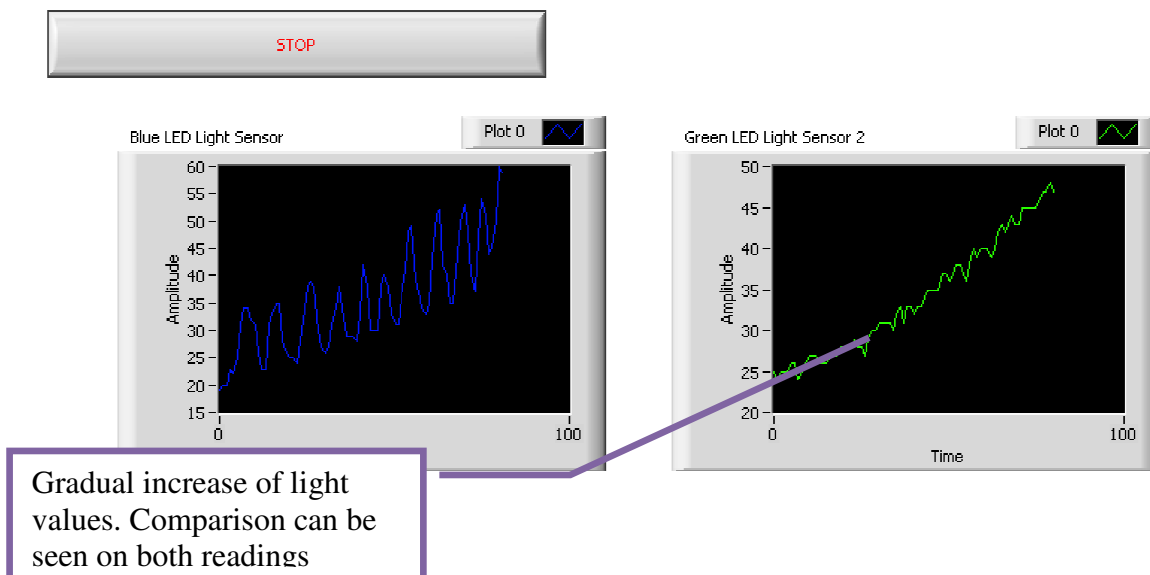 STOP
Blue LED Light Sensor
Plot 0
60
55
50
45
40
35
30
25
20
15
Amplitude
0
100
Green LED Light Sensor 2
Plot 0
50
45
40
35
30
25
20
Amplitude
0
100
Time
Gradual increase of light
values. Comparison can be
seen on both readings